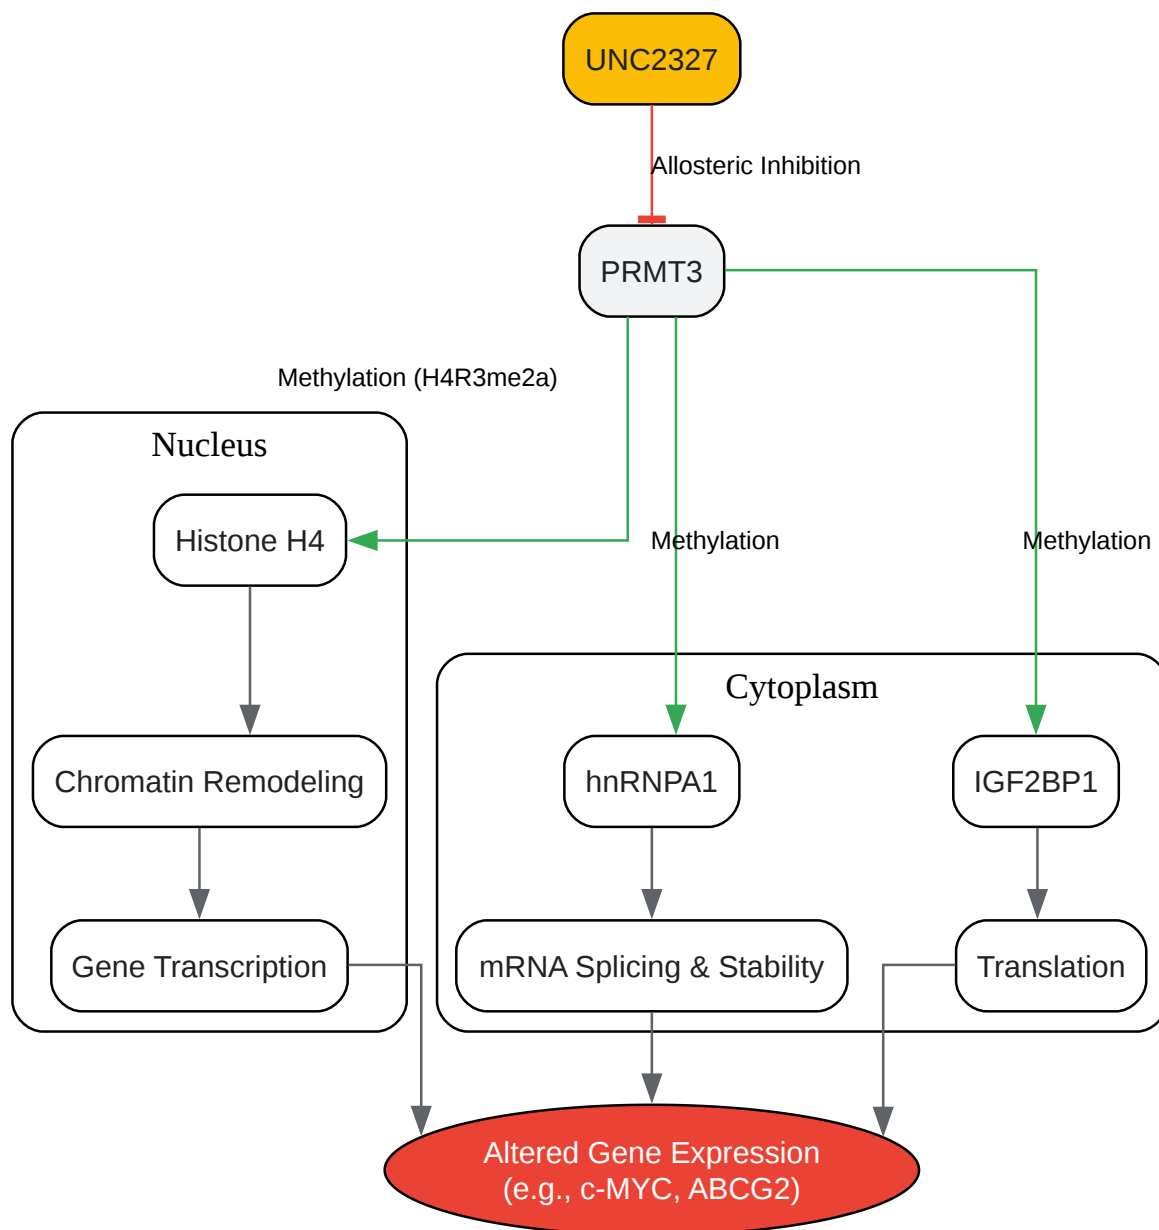 UNC2327
Allosteric Inhibition
PRMT3
Methylation (H4R3me2a)
Nucleus
Histone H4
Methylation
Methylation
Cytoplasm
Chromatin Remodeling
hnRNPA1
IGF2BP1
Gene Transcription
mRNA Splicing & Stability
Translation
Altered Gene Expression
(e.g., c-MYC, ABCG2)